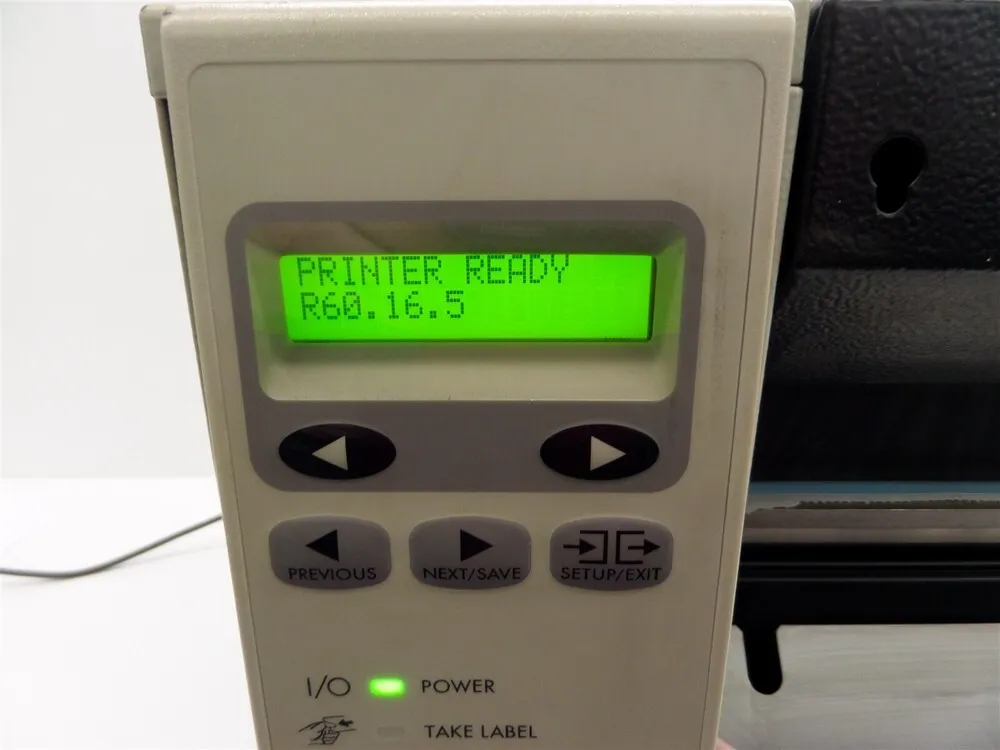 PRINTER READY
R60.16.5
PREVIOUS
NEXT/SAVE
SETUP/EXIT
I/O POWER
TAKE LABEL